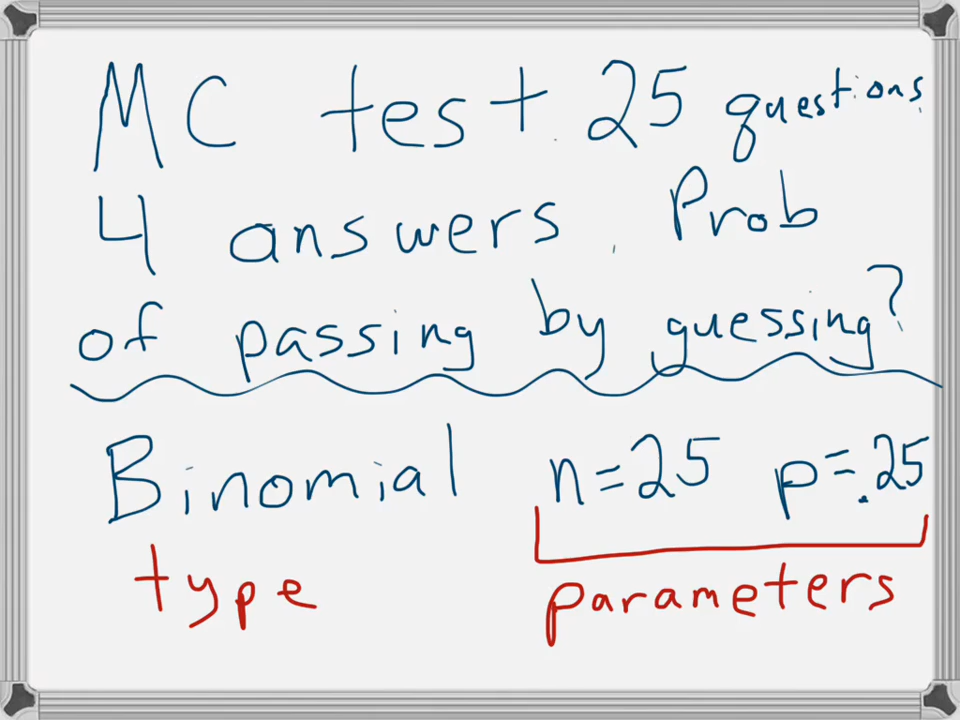 MC test. 25 questions
4 answers. Prob
of passing by guessing?
Binomial n=25 p=.25
type parameters